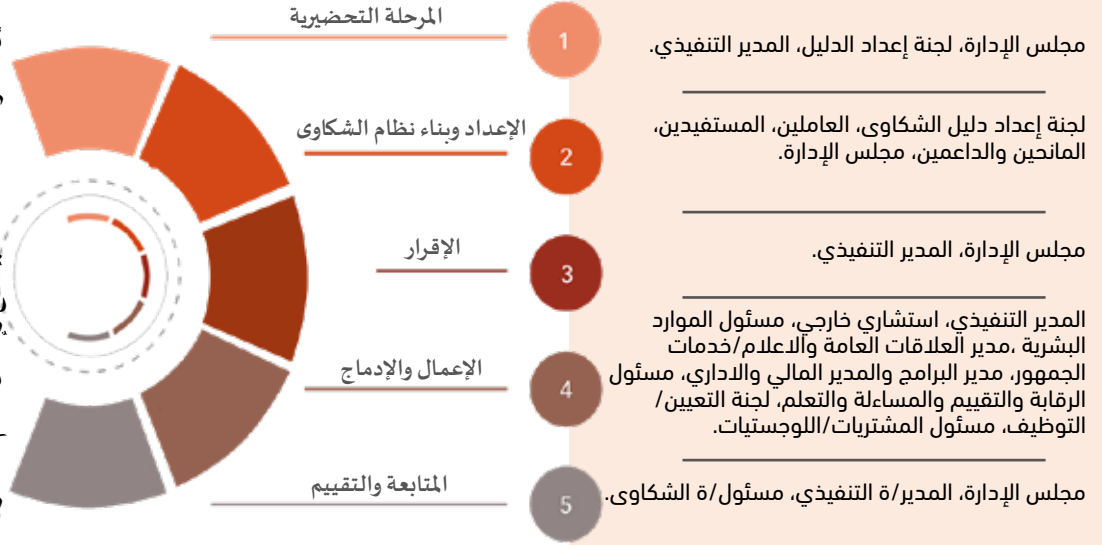 المرحلة التحضيرية
1
مجلس الإدارة، لجنة إعداد الدليل، المدير التنفيذي.
الإعداد وبناء نظام الشكاوى
2
لجنة إعداد دليل الشكاوى، العاملين، المستفيدين،
المانحين والداعمين، مجلس الإدارة.
الإقرار
3
مجلس الإدارة، المدير التنفيذي.
الإعمال والإدماج
4
المدير التنفيذي، استشاري خارجي، مسئول الموارد
البشرية ،مدير العلاقات العامة والاعلام/خدمات
الجمهور، مدير البرامج والمدير المالي والاداري، مسئول
الرقابة والتقييم والمساءلة والتعلم، لجنة التعيين/
التوظيف، مسئول المشتريات/اللوجستيات.
المتابعة والتقييم
5
مجلس الإدارة، المدير/ة التنفيذي، مسئول/ة الشكاوى.